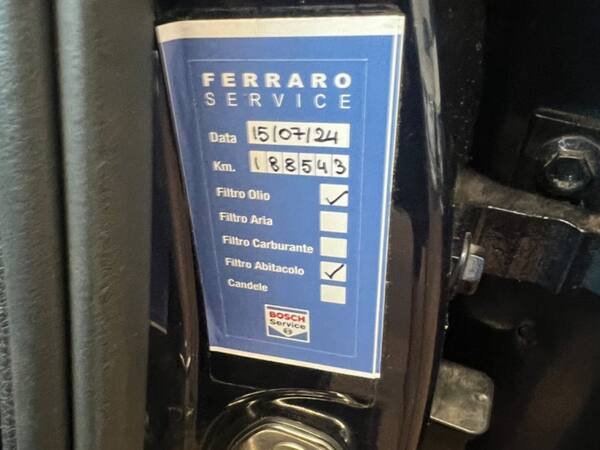 FERRARO
SERVICE
Data 15/07/24
Km. 188543
Filtro Olio ✓
Filtro Aria
Filtro Carburante
Filtro Abitacolo ✓
Candele
BOSCH
Service